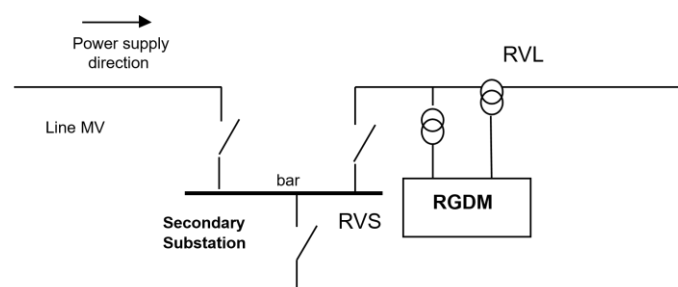 Power supply
direction
RVL
Line MV
bar
RGDM
Secondary
Substation
RVS